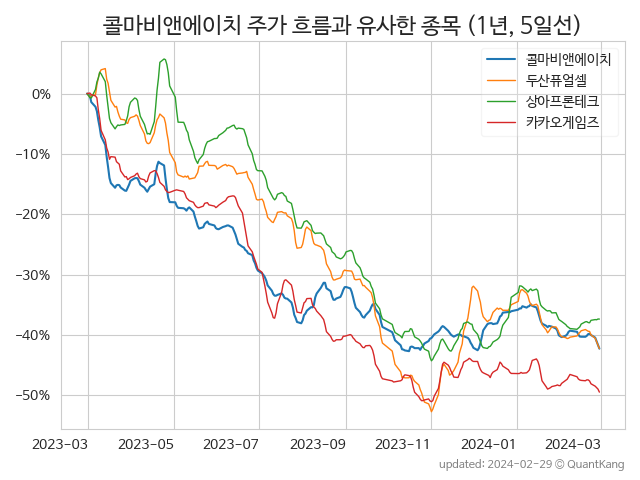 콜마비앤에이치 주가 흐름과 유사한 종목 (1년, 5일선)
콜마비앤에이치
두산퓨얼셀
상아프론테크
카카오게임즈
0%
−10%
−20%
−30%
−40%
−50%
2023-03
2023-05
2023-07
2023-09
2023-11
2024-01
2024-03
updated: 2024-02-29 © QuantKang